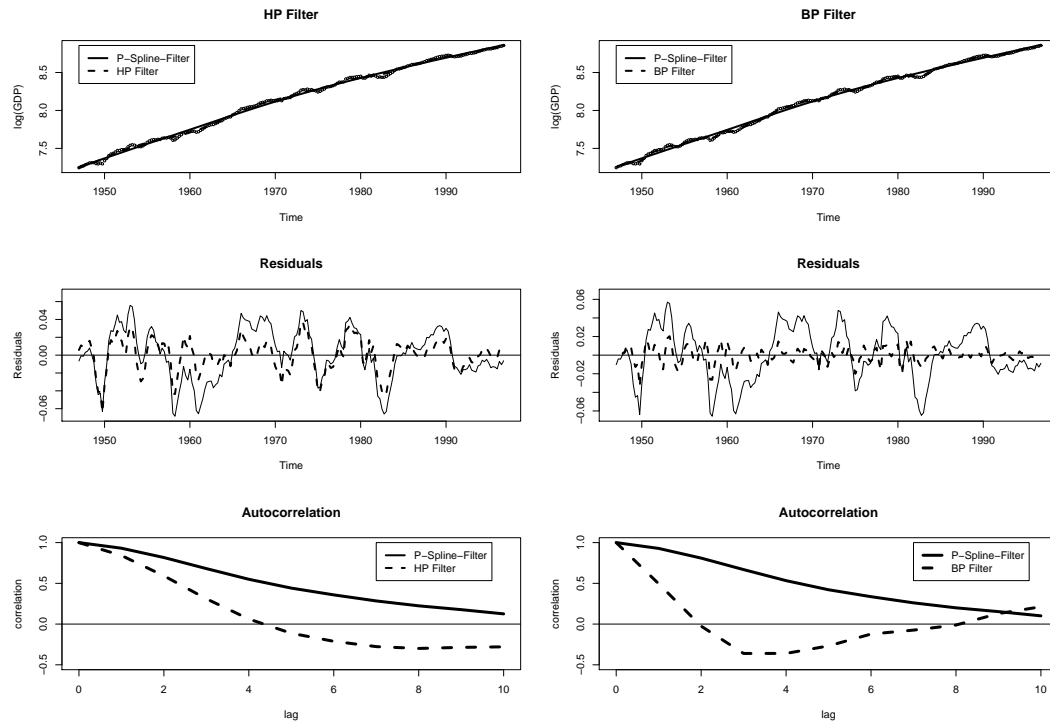 HP Filter
log(GDP)
7.5 8.0 8.5
P-Spline-Filter
HP Filter
1950 1960 1970 1980 1990
Time
BP Filter
log(GDP)
7.5 8.0 8.5
P-Spline-Filter
BP Filter
1950 1960 1970 1980 1990
Time
Residuals
Residuals
-0.06 0.00 0.04
1950 1960 1970 1980 1990
Time
Residuals
Residuals
-0.06 -0.02 0.02 0.06
1950 1960 1970 1980 1990
Time
Autocorrelation
correlation
-0.5 0.0 0.5 1.0
P-Spline-Filter
HP Filter
0 2 4 6 8 10
lag
Autocorrelation
correlation
-0.5 0.0 0.5 1.0
P-Spline-Filter
BP Filter
0 2 4 6 8 10
lag